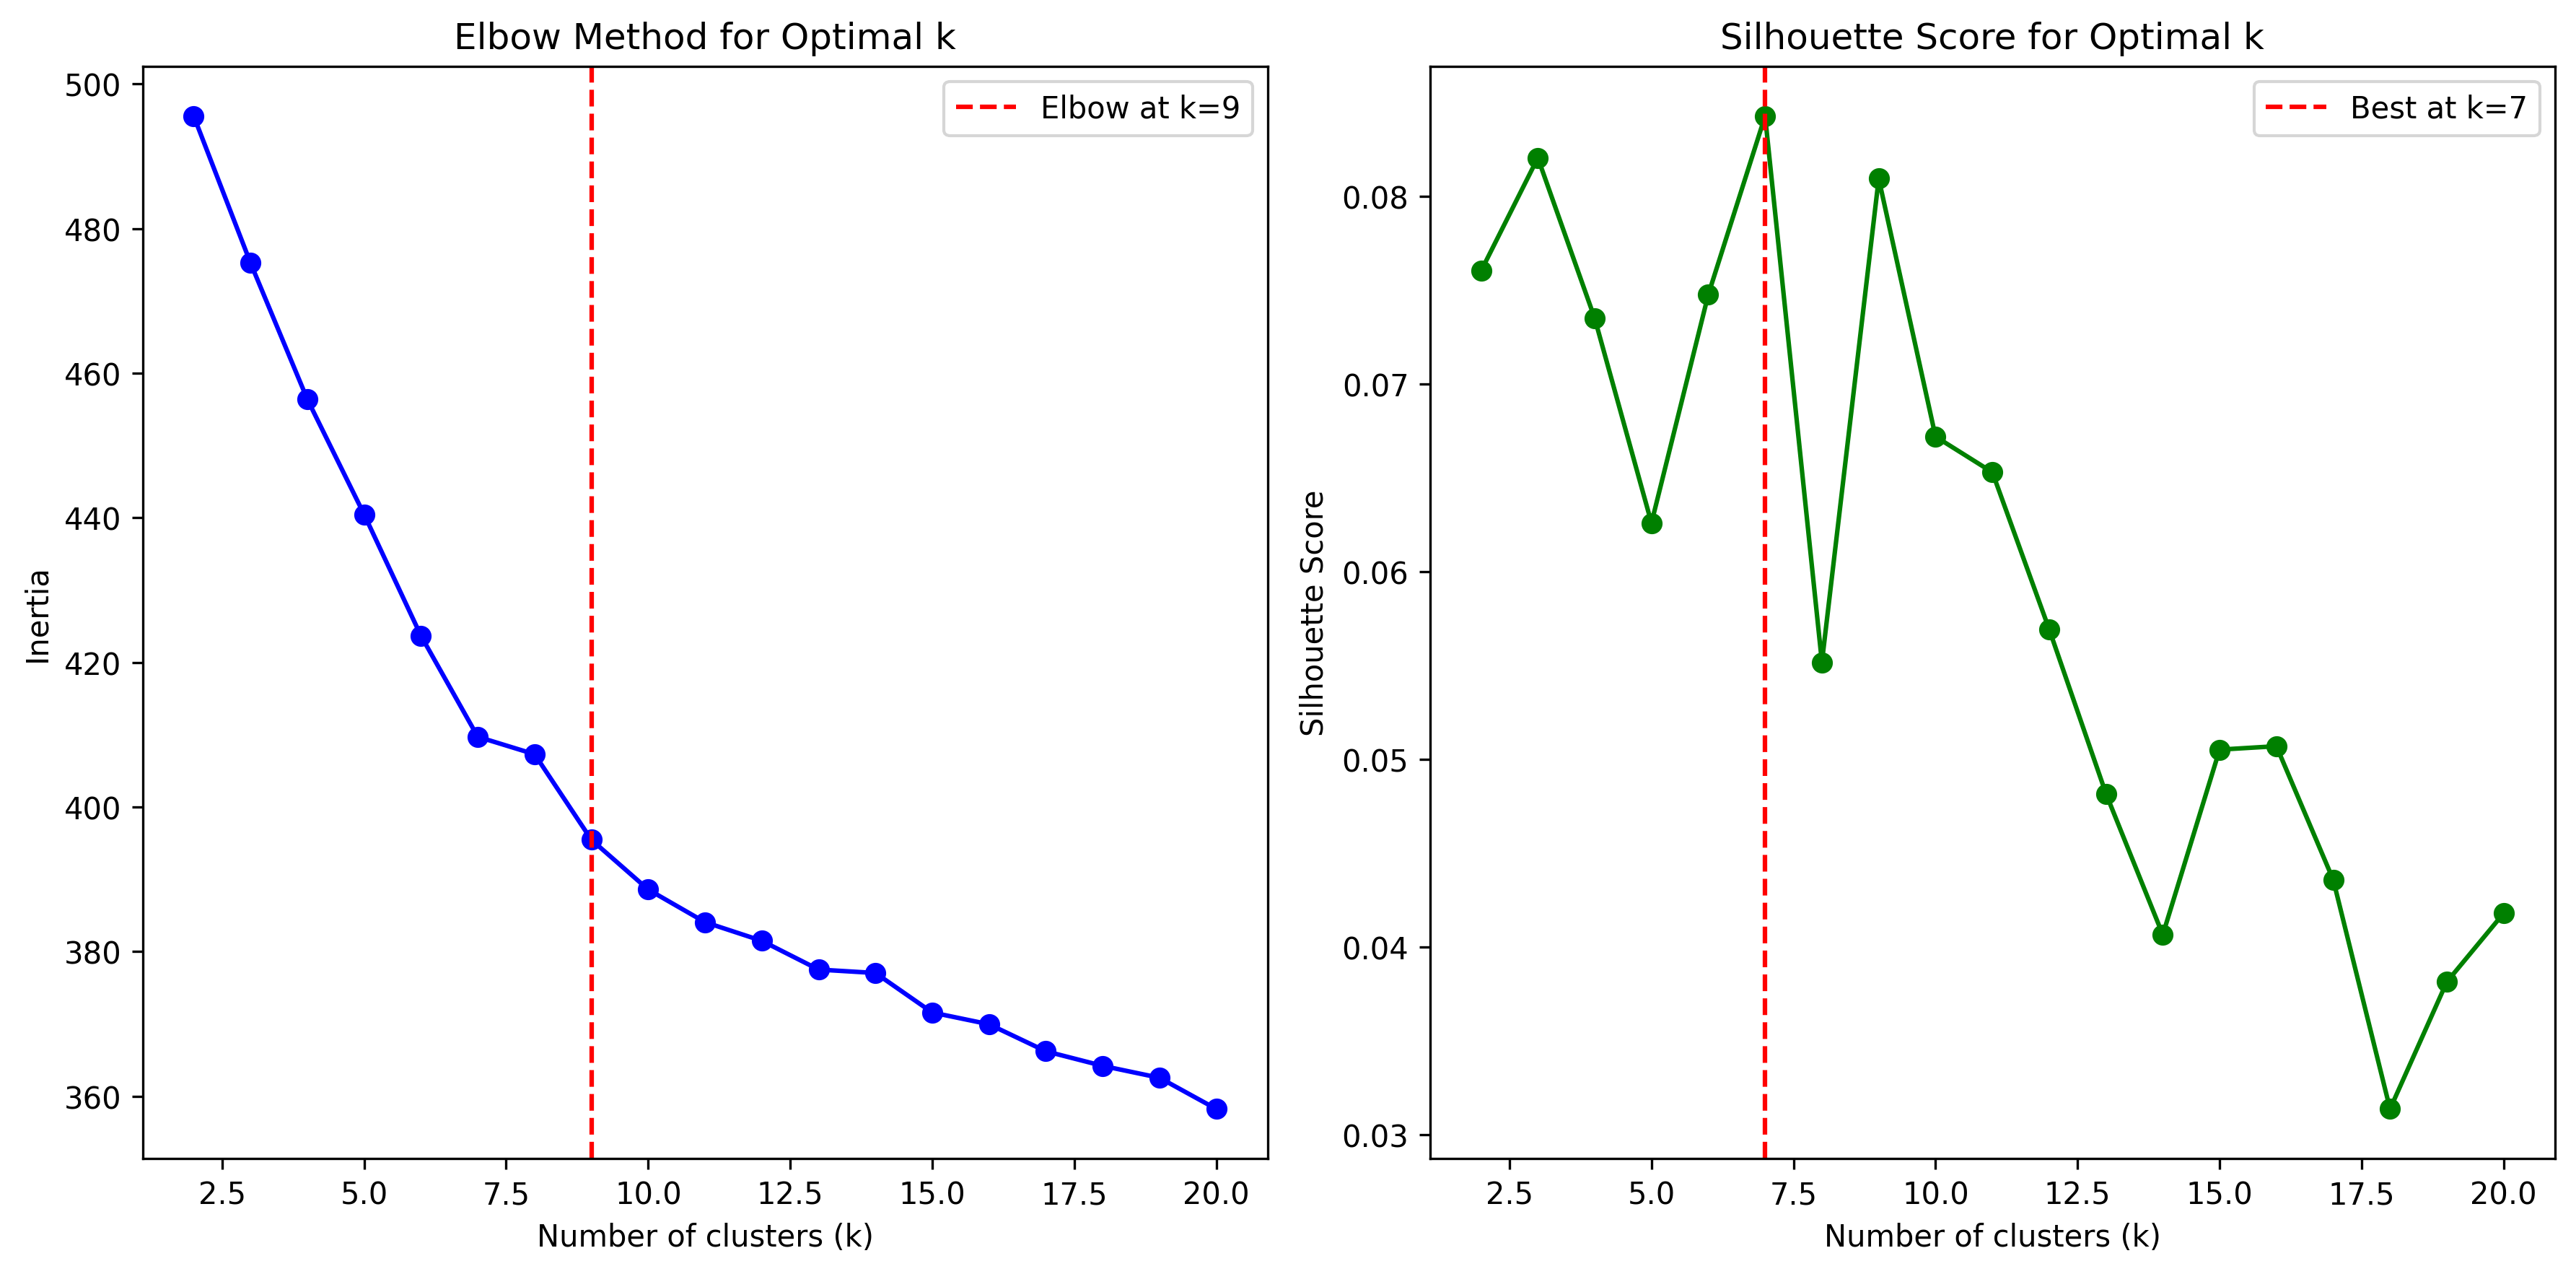 Elbow Method for Optimal k
Elbow at k=9
500
480
460
440
420
400
380
360
Inertia
2.5 5.0 7.5 10.0 12.5 15.0 17.5 20.0
Number of clusters (k)
Silhouette Score for Optimal k
Best at k=7
0.08
0.07
0.06
0.05
0.04
0.03
Silhouette Score
2.5 5.0 7.5 10.0 12.5 15.0 17.5 20.0
Number of clusters (k)